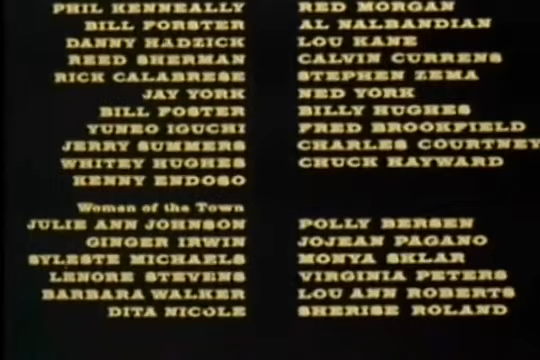 PHIL KENNEALLY RED MORGAN
BILL FORSTER AL NALBANDIAN
DANNY HADZICK LOU KANE
REED SHERMAN CALVIN CURRENS
RICK CALABRESE STEPHEN ZEMA
JAY YORK NED YORK
BILL FOSTER BILLY HUGHES
YUNEO IGUCHI FRED BROOKFIELD
JERRY SUMMERS CHARLES COURTNEY
WHITEY HUGHES CHUCK HAYWARD
KENNY ENDOSO
Women of the Town
JULIE ANN JOHNSON POLLY BERSEN
GINGER IRWIN JOJEAN PAGANO
SYLESTE MICHAELS MONYA SKLAR
LENORE STEVENS VIRGINIA PETERS
BARBARA WALKER LOU ANN ROBERTS
DITA NICOLE SHERISE ROLAND